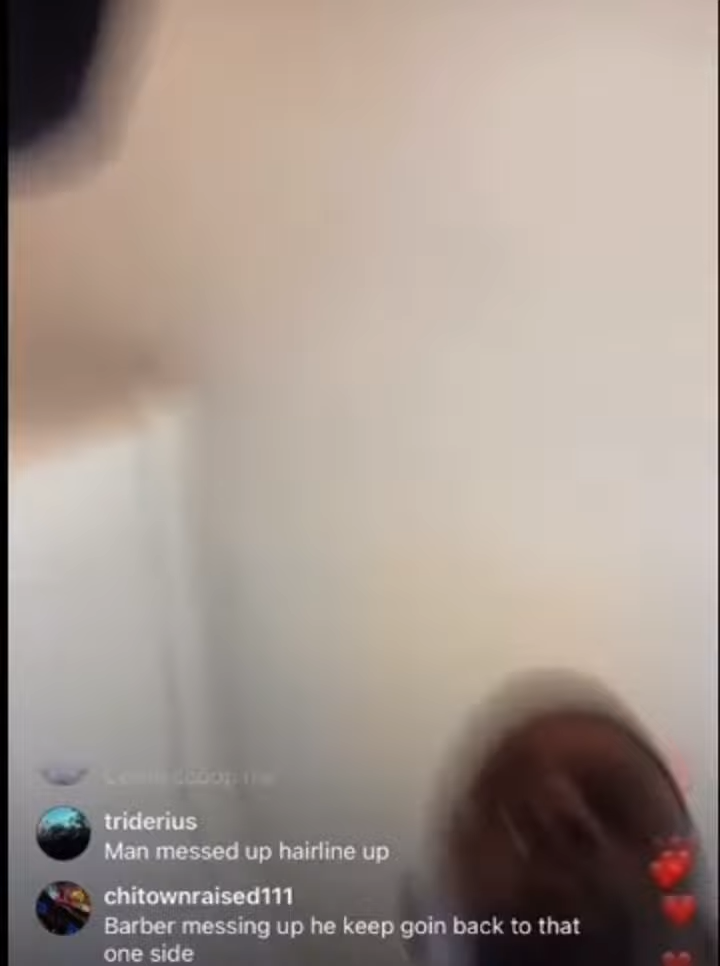 triderius
Man messed up hairline up
chitownraised111
Barber messing up he keep goin back to that
one side